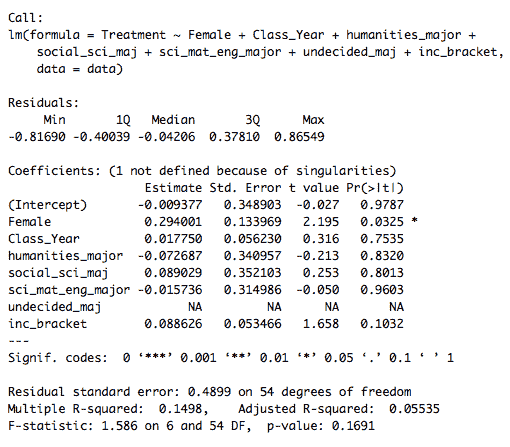 Call:
lm(formula = Treatment ~ Female + Class_Year + humanities_major +
    social_sci_maj + sci_mat_eng_major + undecided_maj + inc_bracket,
    data = data)

Residuals:
     Min       1Q   Median       3Q      Max
-0.81690 -0.40039 -0.04206  0.37810  0.86549

Coefficients: (1 not defined because of singularities)
                   Estimate Std. Error t value Pr(>|t|)
(Intercept)       -0.009377   0.348903  -0.027   0.9787
Female             0.294001   0.133969   2.195   0.0325 *
Class_Year         0.017750   0.056230   0.316   0.7535
humanities_major  -0.072687   0.340957  -0.213   0.8320
social_sci_maj     0.089029   0.352103   0.253   0.8013
sci_mat_eng_major -0.015736   0.314986  -0.050   0.9603
undecided_maj            NA         NA      NA       NA
inc_bracket        0.088626   0.053466   1.658   0.1032
---
Signif. codes:  0 ‘***’ 0.001 ‘**’ 0.01 ‘*’ 0.05 ‘.’ 0.1 ‘ ’ 1

Residual standard error: 0.4899 on 54 degrees of freedom
Multiple R-squared:  0.1498,    Adjusted R-squared:  0.05535
F-statistic: 1.586 on 6 and 54 DF,  p-value: 0.1691